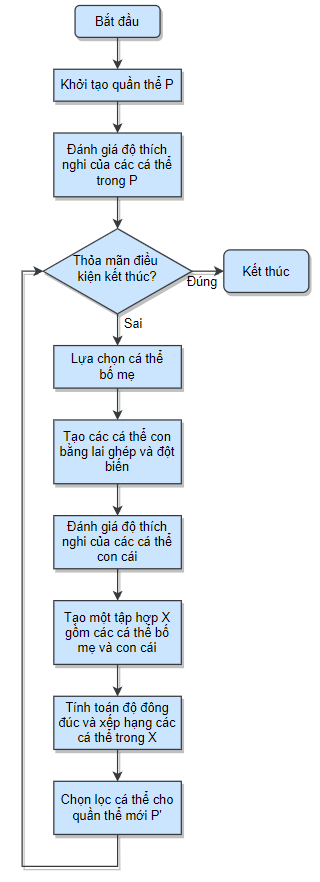 Bắt đầu
Khởi tạo quần thể P
Đánh giá độ thích
nghi của các cá thể
trong P
Thỏa mãn điều
kiện kết thúc?
Kết thúc
Đúng
Sai
Lựa chọn cá thể
bố mẹ
Tạo các cá thể con
bằng lai ghép và đột
biến
Đánh giá độ thích
nghi của các cá thể
con cái
Tạo một tập hợp X
gồm các cá thể bố
mẹ và con cái
Tính toán độ đông
đúc và xếp hạng các
cá thể trong X
Chọn lọc cá thể cho
quần thể mới P'